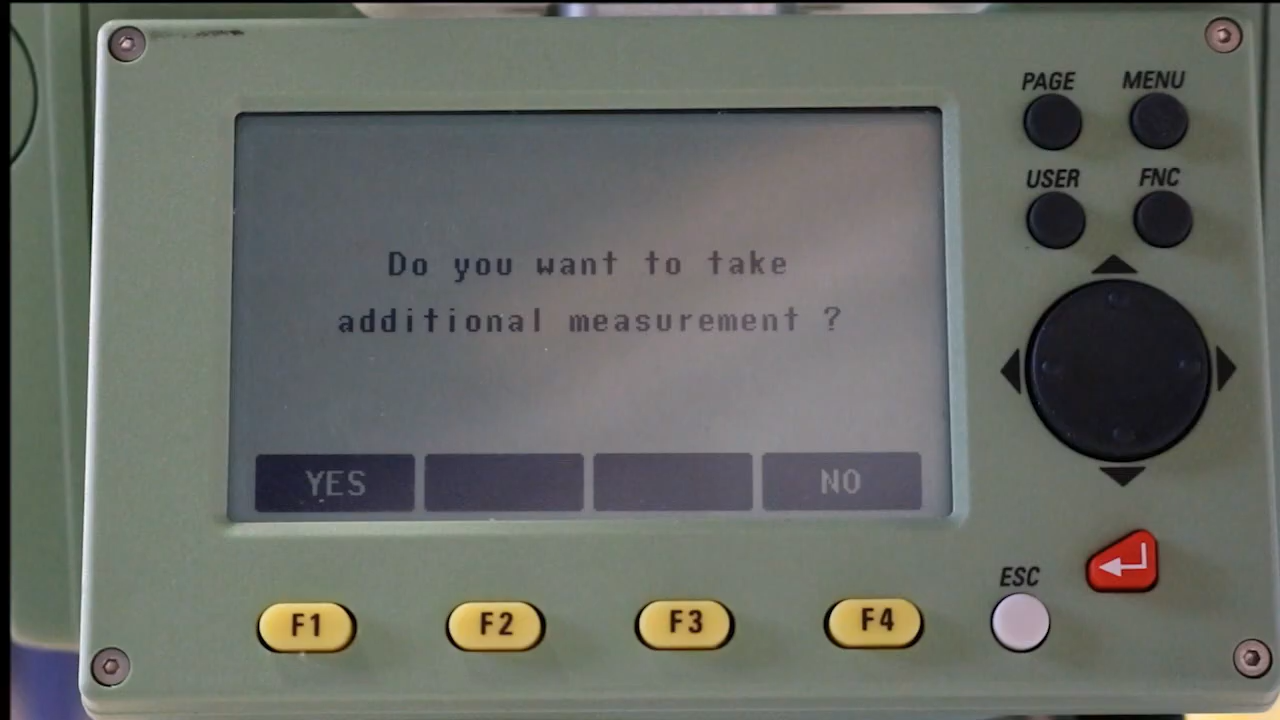 PAGE MENU
USER FNC
Do you want to take
additional measurement ?
YES NO
ESC
F1 F2 F3 F4